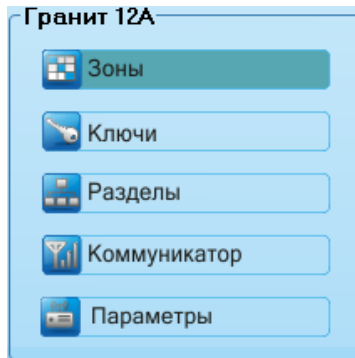 Гранит 12А
Зоны
Ключи
Разделы
Коммуникатор
Параметры